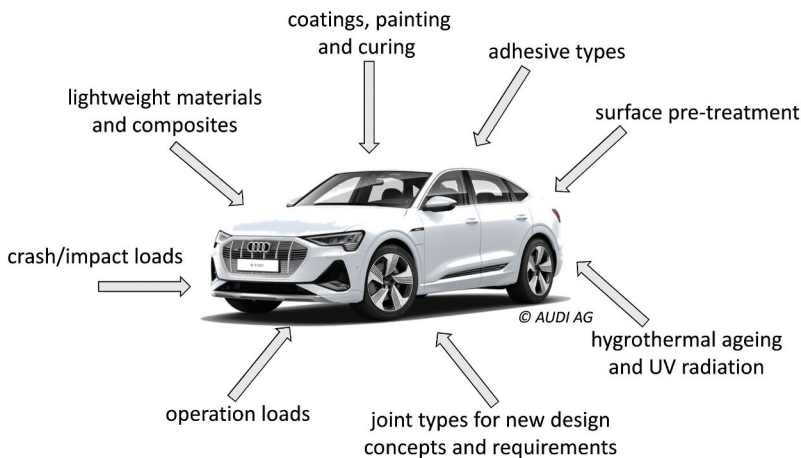 coatings, painting
and curing
adhesive types
lightweight materials
and composites
surface pre-treatment
crash/impact loads
© AUDI AG
hygrothermal ageing
and UV radiation
operation loads
joint types for new design
concepts and requirements